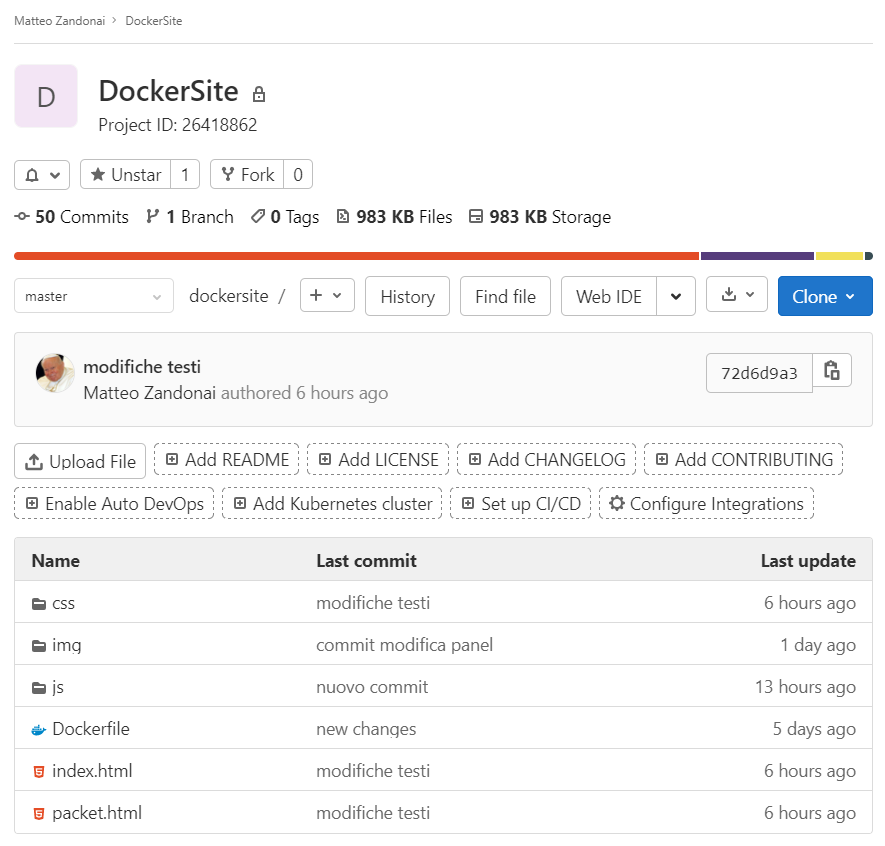 Matteo Zandonai › DockerSite
D
DockerSite
Project ID: 26418862
Unstar 1 Fork 0
50 Commits 1 Branch 0 Tags 983 KB Files 983 KB Storage
master dockersite / + History Find file Web IDE Clone
modifiche testi
Matteo Zandonai authored 6 hours ago 72d6d9a3
Upload File Add README Add LICENSE Add CHANGELOG Add CONTRIBUTING
Enable Auto DevOps Add Kubernetes cluster Set up CI/CD Configure Integrations
Name Last commit Last update
css modifiche testi 6 hours ago
img commit modifica panel 1 day ago
js nuovo commit 13 hours ago
Dockerfile new changes 5 days ago
index.html modifiche testi 6 hours ago
packet.html modifiche testi 6 hours ago